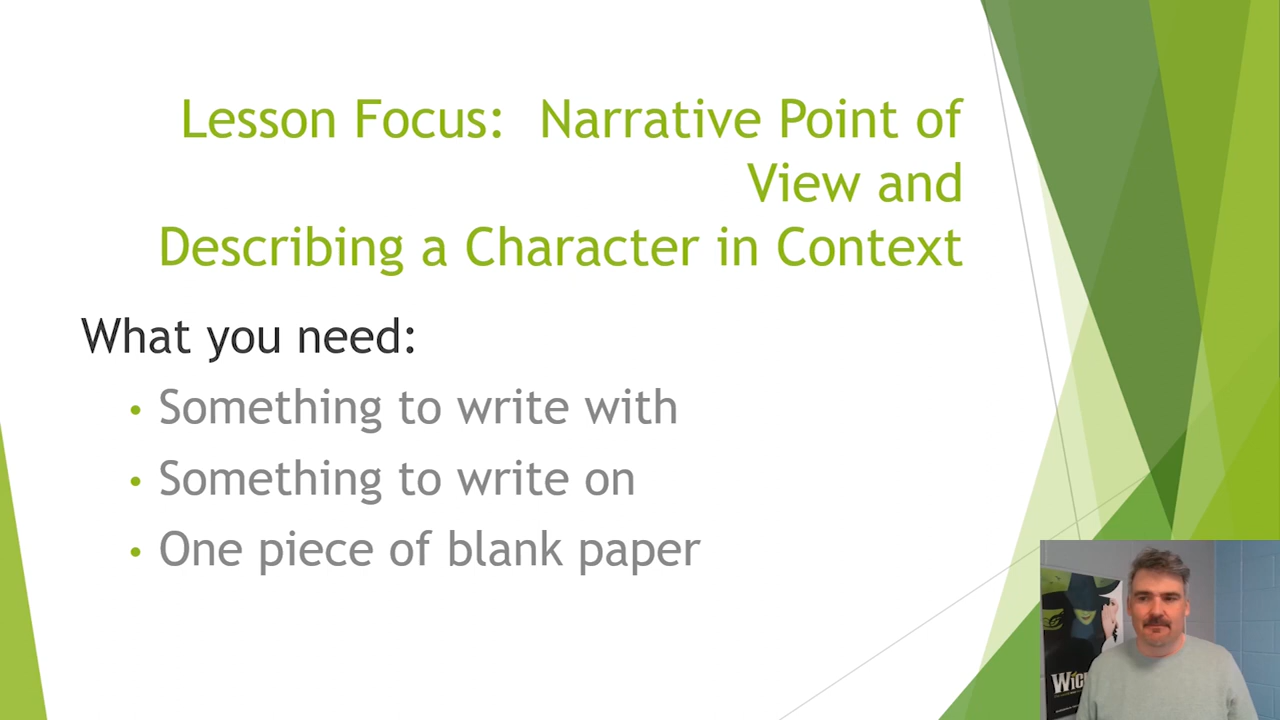 Lesson Focus:  Narrative Point of
View and
Describing a Character in Context
What you need:
• Something to write with
• Something to write on
• One piece of blank paper